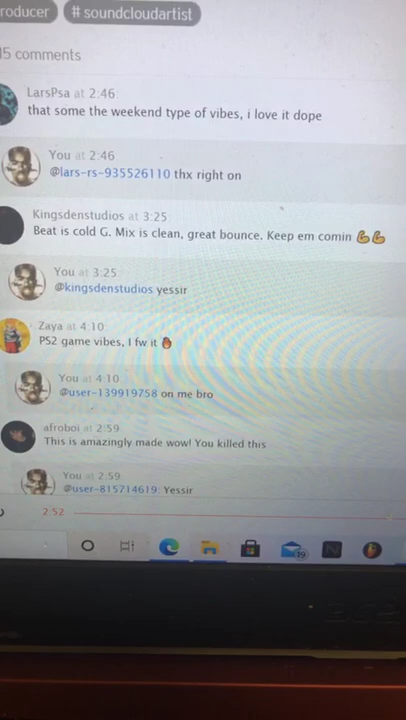 roducer # soundcloudartist
15 comments
LarsPsa at 2:46
that some the weekend type of vibes, i love it dope
You at 2:46
@lars-rs-935526110 thx right on
Kingsdenstudios at 3:25
Beat is cold G. Mix is clean, great bounce. Keep em comin 💪💪
You at 3:25
@kingsdenstudios yessir
Zaya at 4:10
PS2 game vibes, I fw it 🔥
You at 4:10
@user-139919758 on me bro
afroboi at 2:59
This is amazingly made wow! You killed this
You at 2:59
@user-815714619: Yessir
2:52
19
N